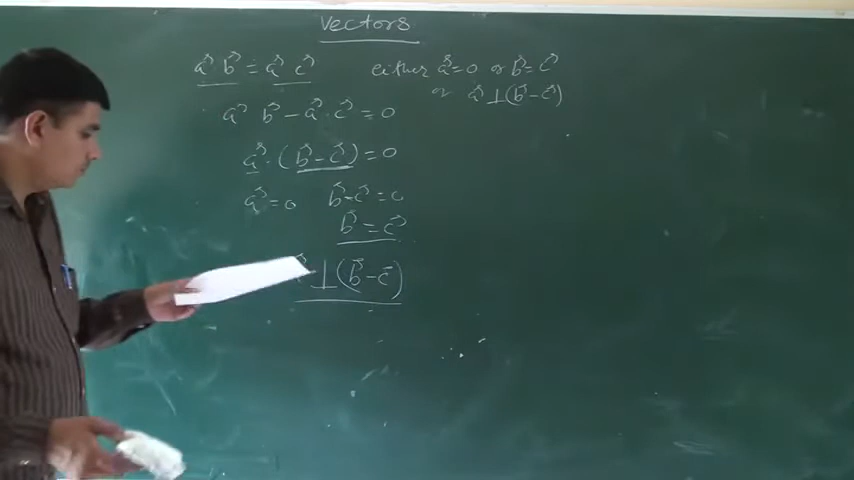 Vectors
a⃗ b⃗ = a⃗ c⃗ either a⃗=0 or b⃗=c⃗
or a⃗⊥(b⃗-c⃗)
a⃗ b⃗ - a⃗·c⃗ = 0
a⃗·(b⃗-c⃗)=0
a⃗=0 b⃗-c⃗=0
b⃗=c⃗
⊥(b⃗-c⃗)